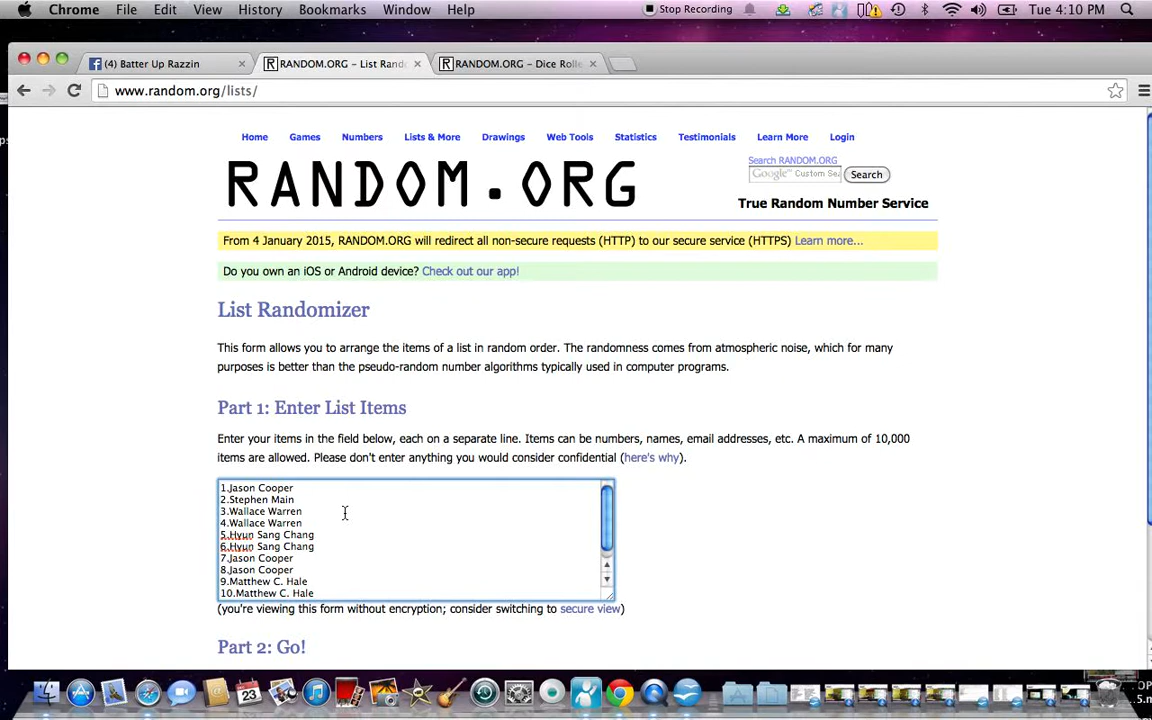 Chrome File Edit View History Bookmarks Window Help Stop Recording Tue 4:10 PM
(4) Batter Up Razzin
RANDOM.ORG - List Rand
RANDOM.ORG - Dice Rolle
www.random.org/lists/
Home Games Numbers Lists & More Drawings Web Tools Statistics Testimonials Learn More Login
RANDOM.ORG
Search RANDOM.ORG
Google™ Custom Sea
Search
True Random Number Service
From 4 January 2015, RANDOM.ORG will redirect all non-secure requests (HTTP) to our secure service (HTTPS) Learn more...
Do you own an iOS or Android device? Check out our app!
List Randomizer
This form allows you to arrange the items of a list in random order. The randomness comes from atmospheric noise, which for many
purposes is better than the pseudo-random number algorithms typically used in computer programs.
Part 1: Enter List Items
Enter your items in the field below, each on a separate line. Items can be numbers, names, email addresses, etc. A maximum of 10,000
items are allowed. Please don't enter anything you would consider confidential (here's why).
1.Jason Cooper
2.Stephen Main
3.Wallace Warren
4.Wallace Warren
5.Hyun Sang Chang
6.Hyun Sang Chang
7.Jason Cooper
8.Jason Cooper
9.Matthew C. Hale
10.Matthew C. Hale
(you're viewing this form without encryption; consider switching to secure view)
Part 2: Go!
23